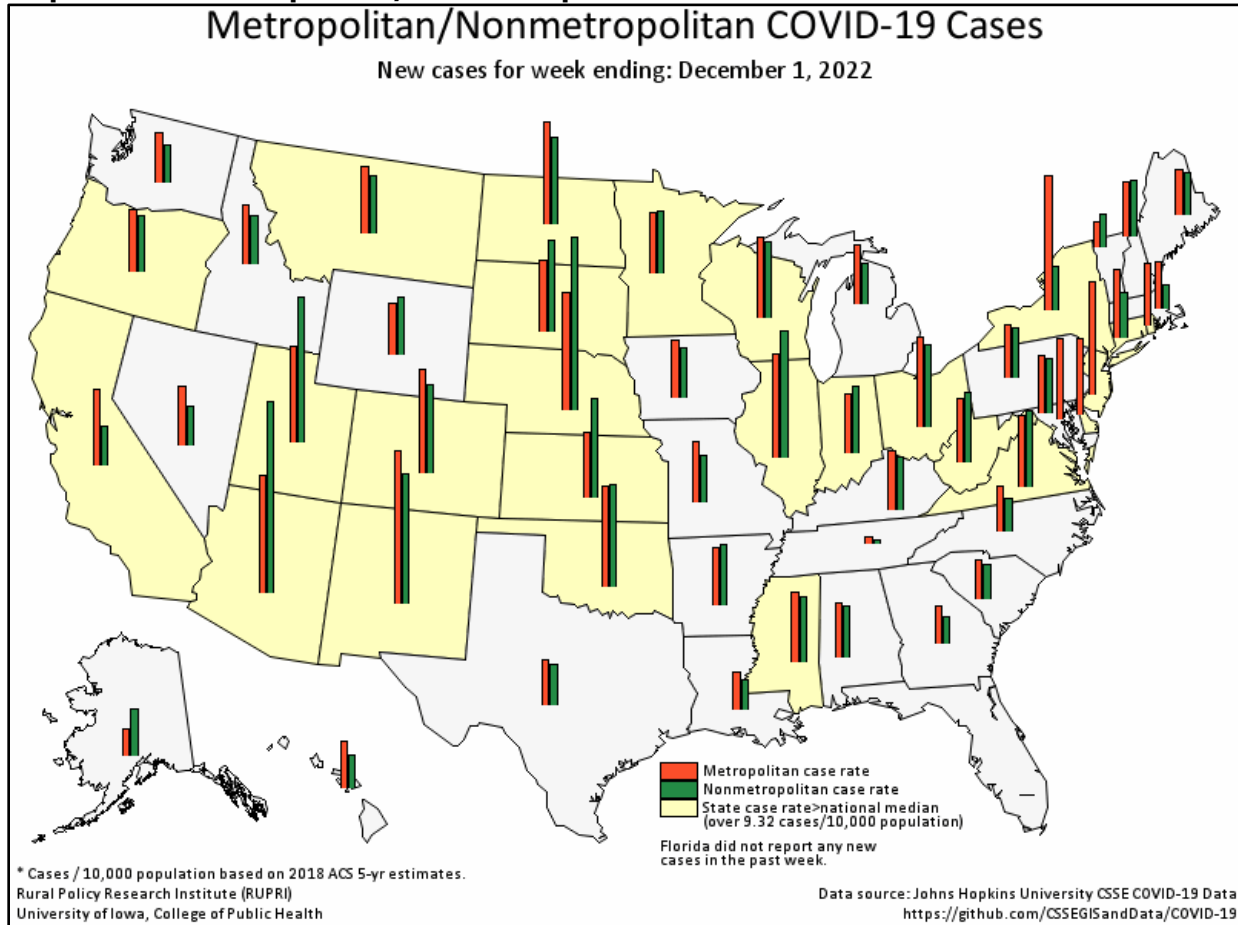 Metropolitan/Nonmetropolitan COVID-19 Cases
New cases for week ending: December 1, 2022
Metropolitan case rate
Nonmetropolitan case rate
State case rate>national median
(over 9.32 cases/10,000 population)
Florida did not report any new
cases in the past week.
* Cases / 10,000 population based on 2018 ACS 5-yr estimates.
Rural Policy Research Institute (RUPRI)
University of Iowa, College of Public Health
Data source: Johns Hopkins University CSSE COVID-19 Data
https://github.com/CSSEGISandData/COVID-19